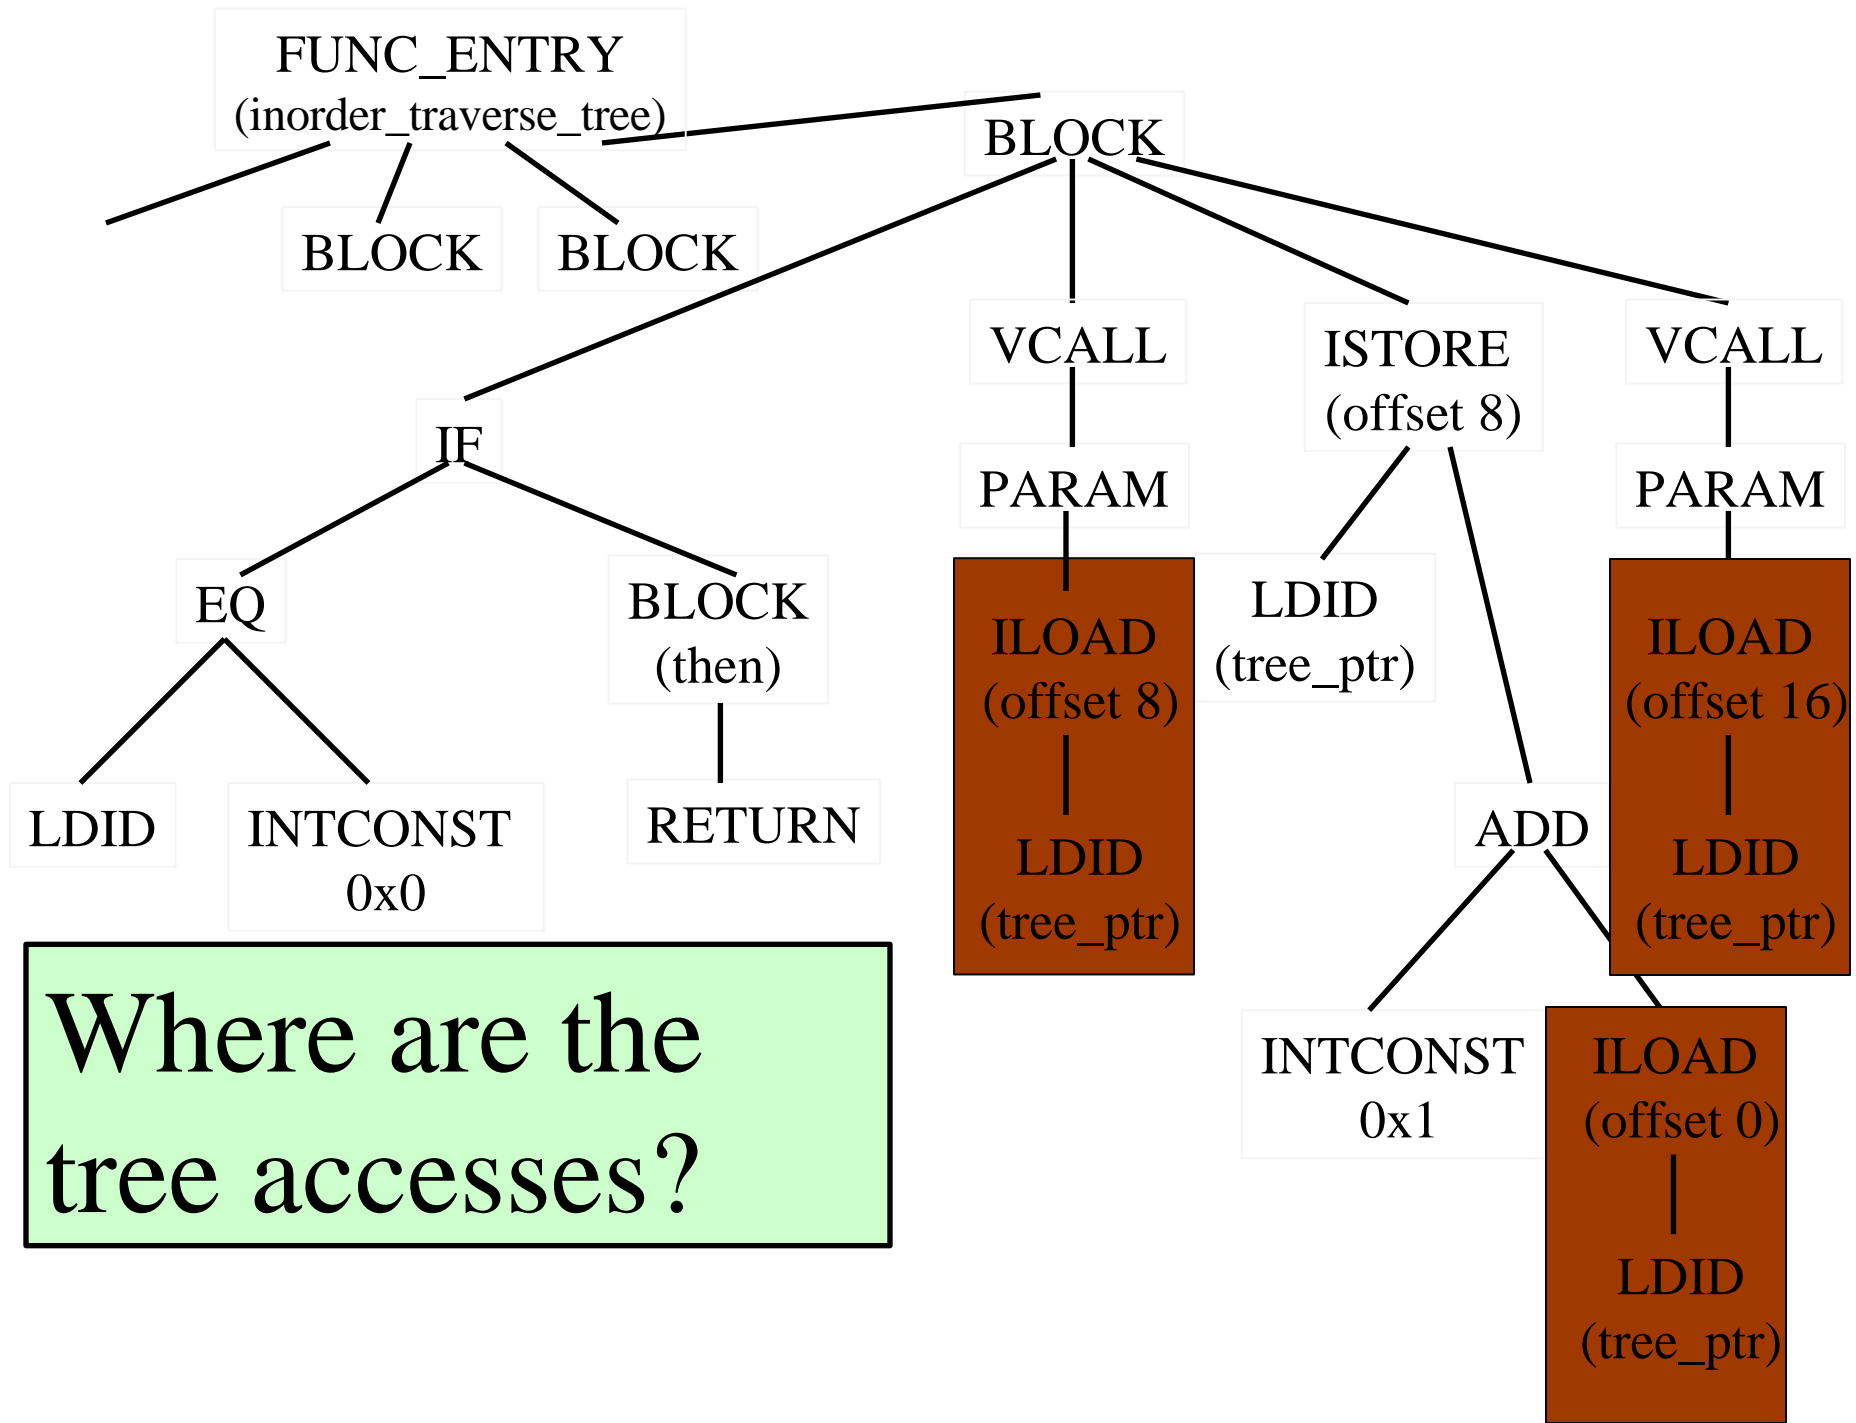 FUNC_ENTRY
(inorder_traverse_tree)
BLOCK
BLOCK
BLOCK
VCALL
ISTORE
(offset 8)
VCALL
IF
PARAM
PARAM
EQ
BLOCK
(then)
ILOAD
(offset 8)
LDID
(tree_ptr)
LDID
(tree_ptr)
ILOAD
(offset 16)
LDID
(tree_ptr)
LDID
INTCONST
0x0
RETURN
ADD
Where are the
tree accesses?
INTCONST
0x1
ILOAD
(offset 0)
LDID
(tree_ptr)